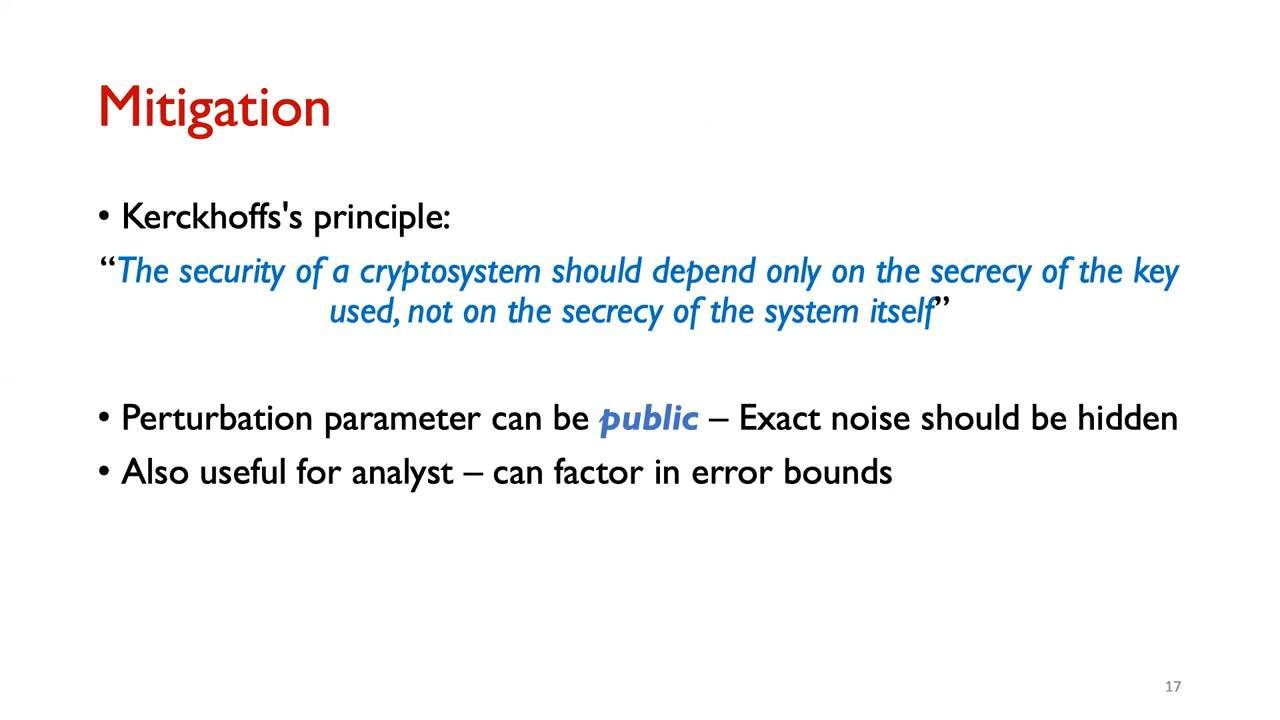 Mitigation
• Kerckhoffs's principle:
“The security of a cryptosystem should depend only on the secrecy of the key
used, not on the secrecy of the system itself”
• Perturbation parameter can be public – Exact noise should be hidden
• Also useful for analyst – can factor in error bounds
17